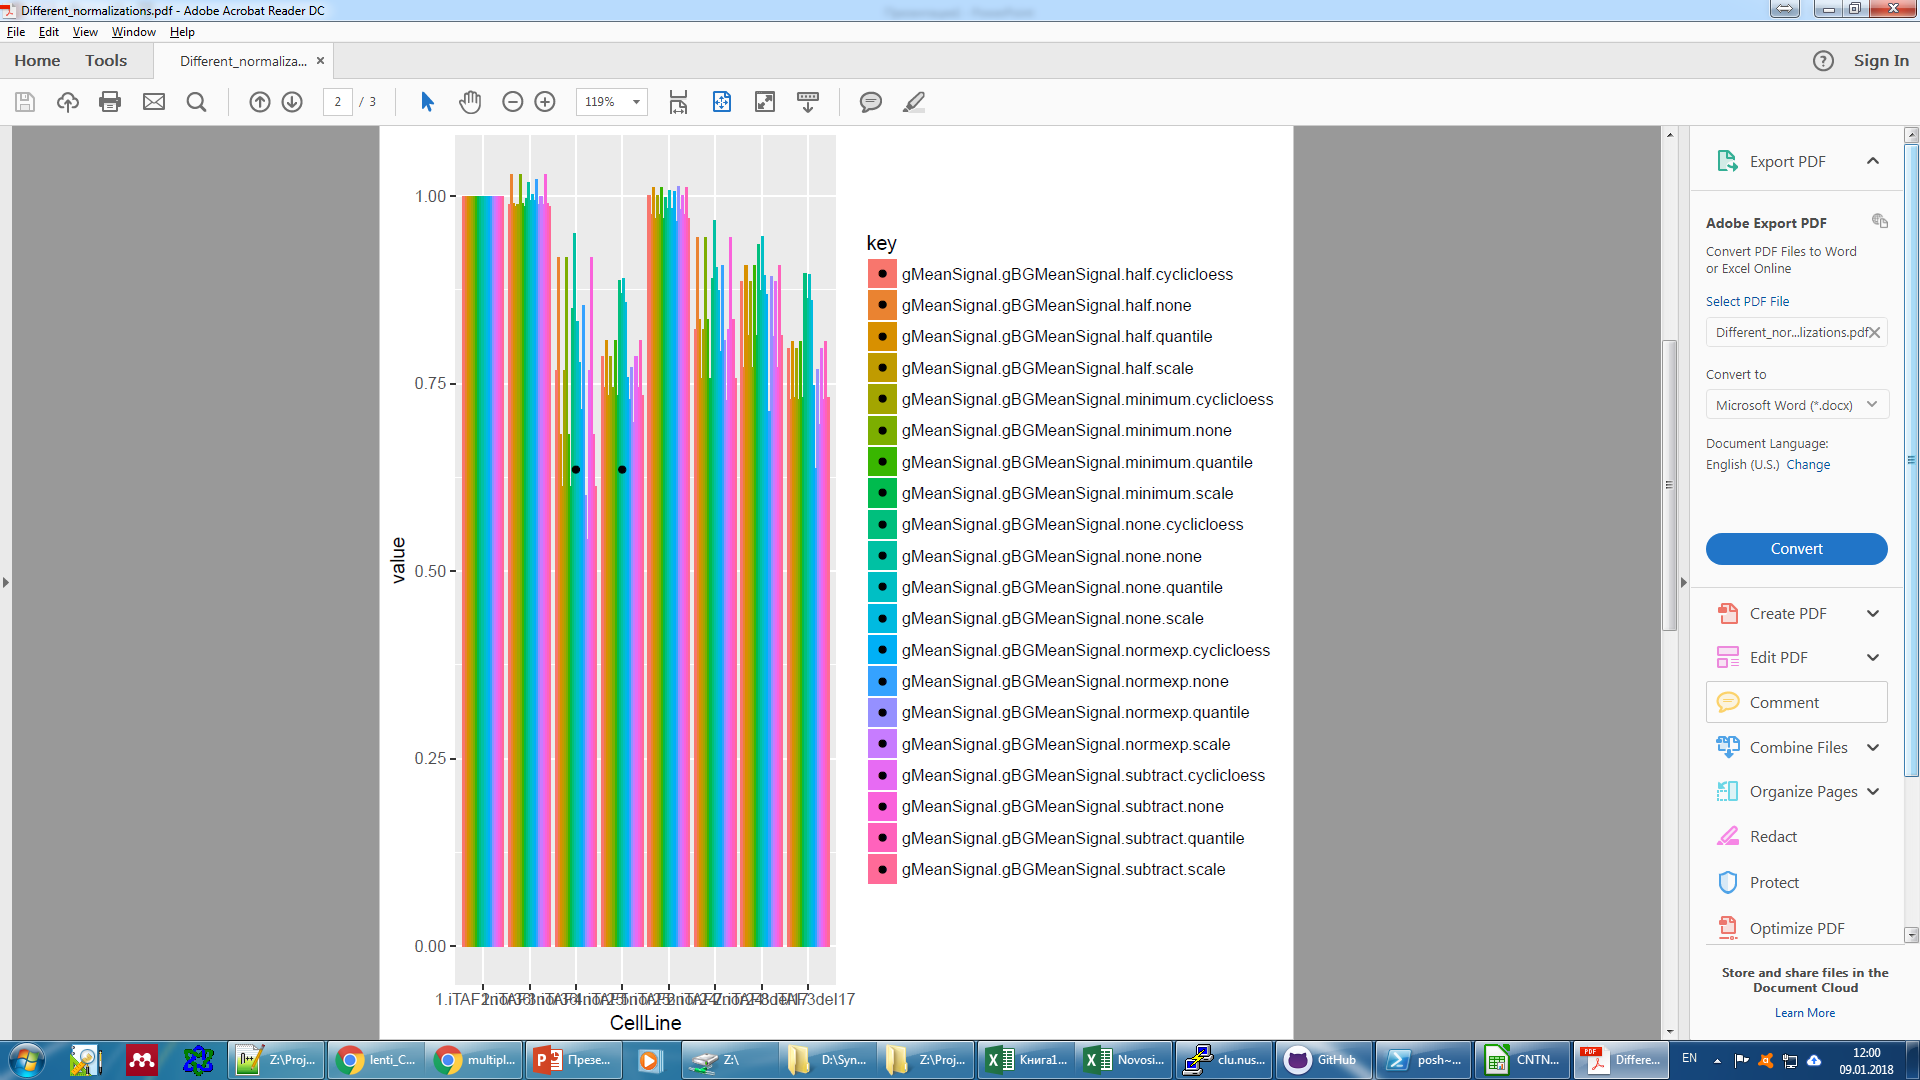 Different_normalizations.pdf - Adobe Acrobat Reader DC
File Edit View Window Help
Home Tools Different_normaliza... × Sign In
2 / 3 119%
1.00
0.75
0.50
0.25
0.00
value
CellLine
key
gMeanSignal.gBGMeanSignal.half.cyclicloess
gMeanSignal.gBGMeanSignal.half.none
gMeanSignal.gBGMeanSignal.half.quantile
gMeanSignal.gBGMeanSignal.half.scale
gMeanSignal.gBGMeanSignal.minimum.cyclicloess
gMeanSignal.gBGMeanSignal.minimum.none
gMeanSignal.gBGMeanSignal.minimum.quantile
gMeanSignal.gBGMeanSignal.minimum.scale
gMeanSignal.gBGMeanSignal.none.cyclicloess
gMeanSignal.gBGMeanSignal.none.none
gMeanSignal.gBGMeanSignal.none.quantile
gMeanSignal.gBGMeanSignal.none.scale
gMeanSignal.gBGMeanSignal.normexp.cyclicloess
gMeanSignal.gBGMeanSignal.normexp.none
gMeanSignal.gBGMeanSignal.normexp.quantile
gMeanSignal.gBGMeanSignal.normexp.scale
gMeanSignal.gBGMeanSignal.subtract.cyclicloess
gMeanSignal.gBGMeanSignal.subtract.none
gMeanSignal.gBGMeanSignal.subtract.quantile
gMeanSignal.gBGMeanSignal.subtract.scale
Export PDF
Adobe Export PDF
Convert PDF Files to Word
or Excel Online
Select PDF File
Different_nor...lizations.pdf
Convert to
Microsoft Word (*.docx)
Document Language:
English (U.S.) Change
Convert
Create PDF
Edit PDF
Comment
Combine Files
Organize Pages
Redact
Protect
Optimize PDF
Store and share files in the
Document Cloud
Learn More
Z:\Proj... lenti_C... multipl... Презе... Z:\ D:\Syn... Z:\Proj... Книга1... Novosi... clu.nus... GitHub posh~... CNTN... Differe... EN 12:00
09.01.2018